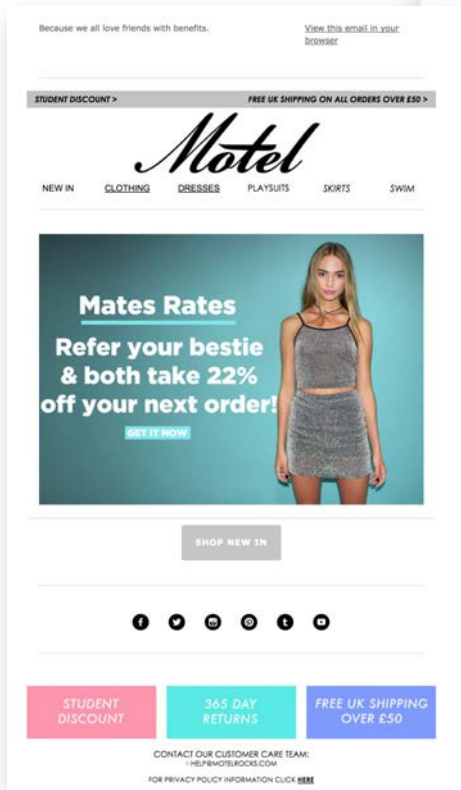 Because we all love friends with benefits.
View this email in your
browser
STUDENT DISCOUNT >
FREE UK SHIPPING ON ALL ORDERS OVER £50 >
Motel
NEW IN CLOTHING DRESSES PLAYSUITS SKIRTS SWIM
Mates Rates
Refer your bestie
& both take 22%
off your next order!
GET IT NOW
SHOP NEW IN
STUDENT
DISCOUNT
365 DAY
RETURNS
FREE UK SHIPPING
OVER £50
CONTACT OUR CUSTOMER CARE TEAM:
HELP@MOTELROCKS.COM
FOR PRIVACY POLICY INFORMATION CLICK HERE